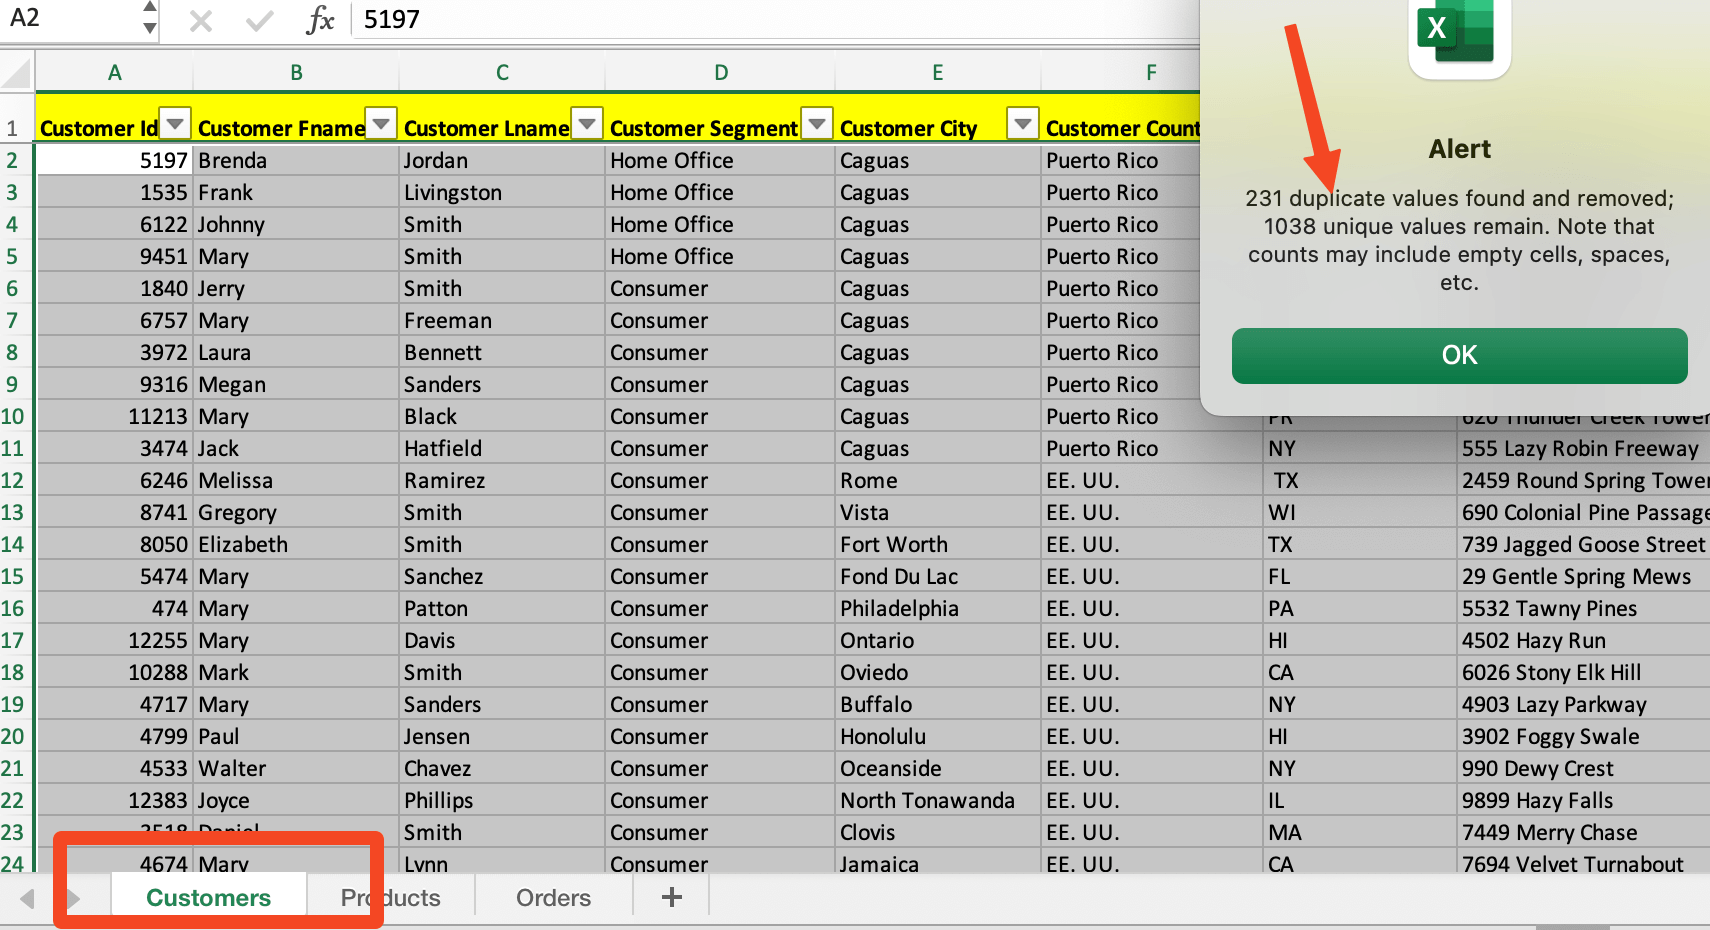 A2 fx 5197
A B C D E F
1 Customer Id Customer Fname Customer Lname Customer Segment Customer City Customer Count
2 5197 Brenda Jordan Home Office Caguas Puerto Rico
3 1535 Frank Livingston Home Office Caguas Puerto Rico
4 6122 Johnny Smith Home Office Caguas Puerto Rico
5 9451 Mary Smith Home Office Caguas Puerto Rico
6 1840 Jerry Smith Consumer Caguas Puerto Rico
7 6757 Mary Freeman Consumer Caguas Puerto Rico
8 3972 Laura Bennett Consumer Caguas Puerto Rico
9 9316 Megan Sanders Consumer Caguas Puerto Rico
10 11213 Mary Black Consumer Caguas Puerto Rico PR 620 Thunder Creek Tower
11 3474 Jack Hatfield Consumer Caguas Puerto Rico NY 555 Lazy Robin Freeway
12 6246 Melissa Ramirez Consumer Rome EE. UU. TX 2459 Round Spring Tower
13 8741 Gregory Smith Consumer Vista EE. UU. WI 690 Colonial Pine Passage
14 8050 Elizabeth Smith Consumer Fort Worth EE. UU. TX 739 Jagged Goose Street
15 5474 Mary Sanchez Consumer Fond Du Lac EE. UU. FL 29 Gentle Spring Mews
16 474 Mary Patton Consumer Philadelphia EE. UU. PA 5532 Tawny Pines
17 12255 Mary Davis Consumer Ontario EE. UU. HI 4502 Hazy Run
18 10288 Mark Smith Consumer Oviedo EE. UU. CA 6026 Stony Elk Hill
19 4717 Mary Sanders Consumer Buffalo EE. UU. NY 4903 Lazy Parkway
20 4799 Paul Jensen Consumer Honolulu EE. UU. HI 3902 Foggy Swale
21 4533 Walter Chavez Consumer Oceanside EE. UU. NY 990 Dewy Crest
22 12383 Joyce Phillips Consumer North Tonawanda EE. UU. IL 9899 Hazy Falls
23 3518 Daniel Smith Consumer Clovis EE. UU. MA 7449 Merry Chase
24 4674 Mary Lynn Consumer Jamaica EE. UU. CA 7694 Velvet Turnabout
Customers Products Orders +
X
Alert
231 duplicate values found and removed;
1038 unique values remain. Note that
counts may include empty cells, spaces,
etc.
OK